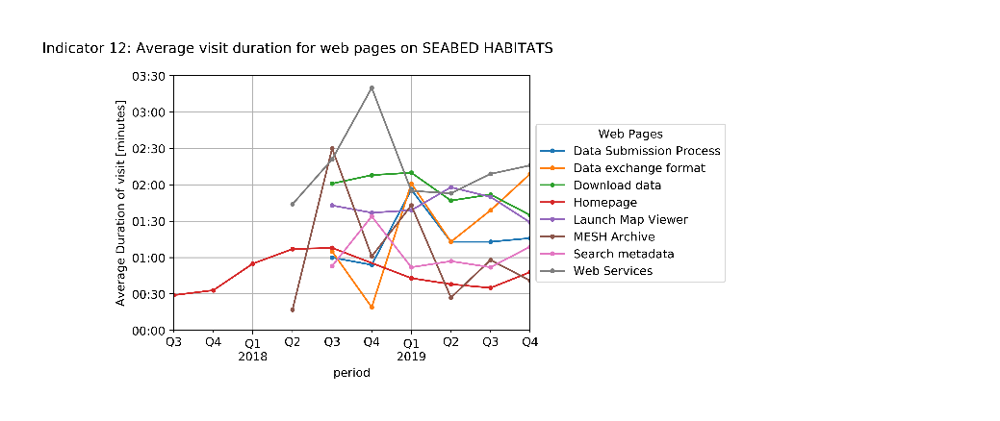 Indicator 12: Average visit duration for web pages on SEABED HABITATS
03:30
03:00
02:30
02:00
01:30
01:00
00:30
00:00
Average Duration of visit [minutes]
Q3 Q4 Q1 Q2 Q3 Q4 Q1 Q2 Q3 Q4
2018 2019
period
Web Pages
Data Submission Process
Data exchange format
Download data
Homepage
Launch Map Viewer
MESH Archive
Search metadata
Web Services